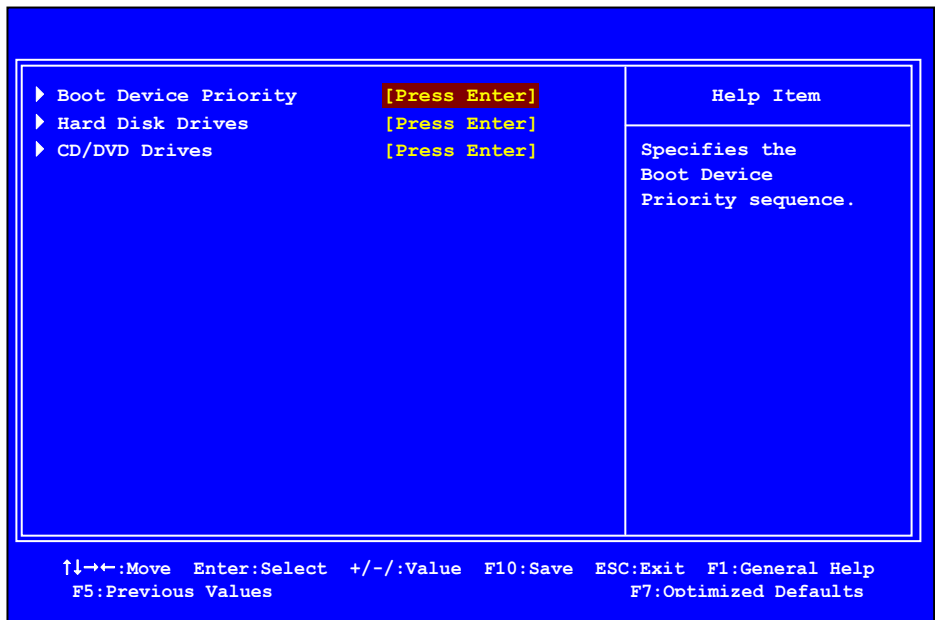 Boot Device Priority [Press Enter]
Hard Disk Drives [Press Enter]
CD/DVD Drives [Press Enter]
Help Item
Specifies the
Boot Device
Priority sequence.
↑↓→←:Move Enter:Select +/-/:Value F10:Save ESC:Exit F1:General Help
F5:Previous Values F7:Optimized Defaults